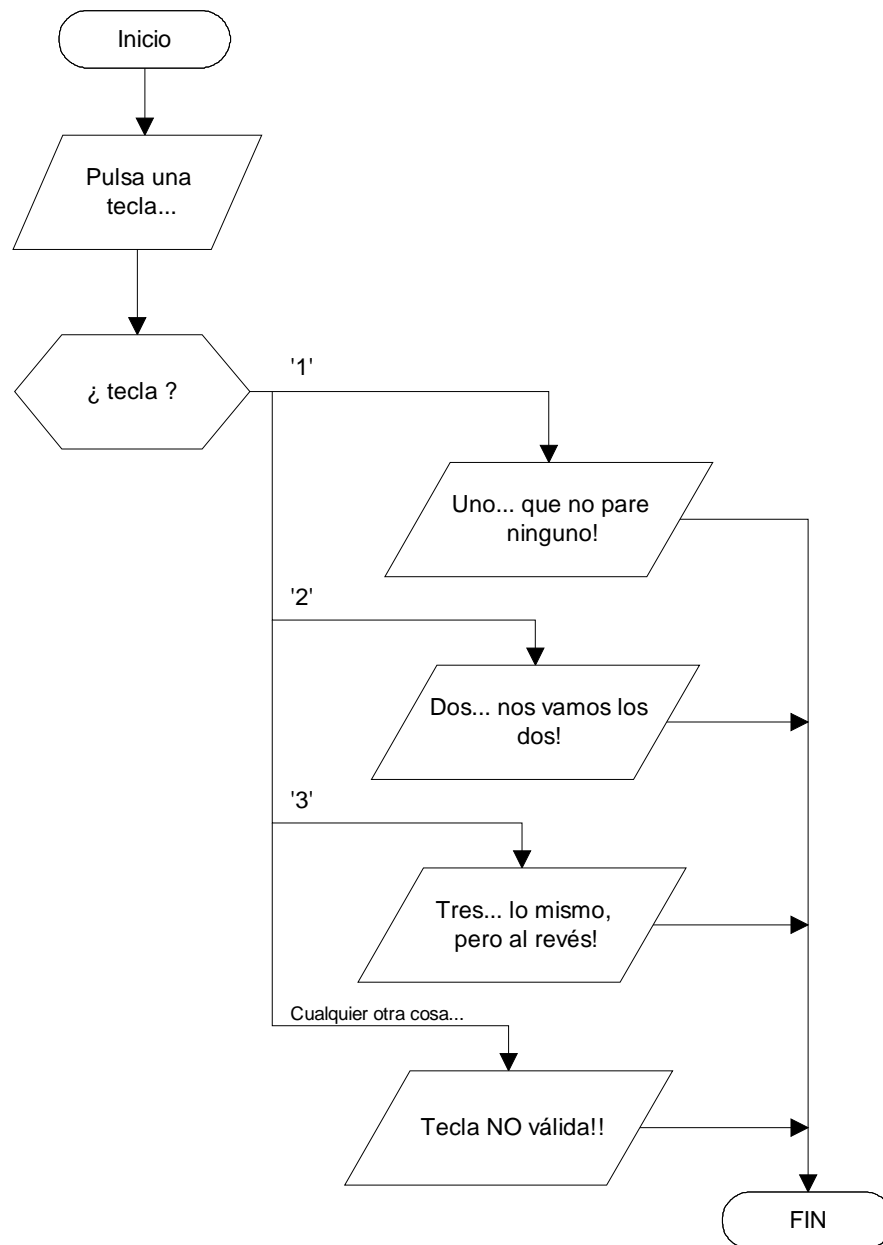 Inicio
Pulsa una
tecla...
¿ tecla ?
'1'
Uno... que no pare
ninguno!
'2'
Dos... nos vamos los
dos!
'3'
Tres... lo mismo,
pero al revés!
Cualquier otra cosa...
Tecla NO válida!!
FIN